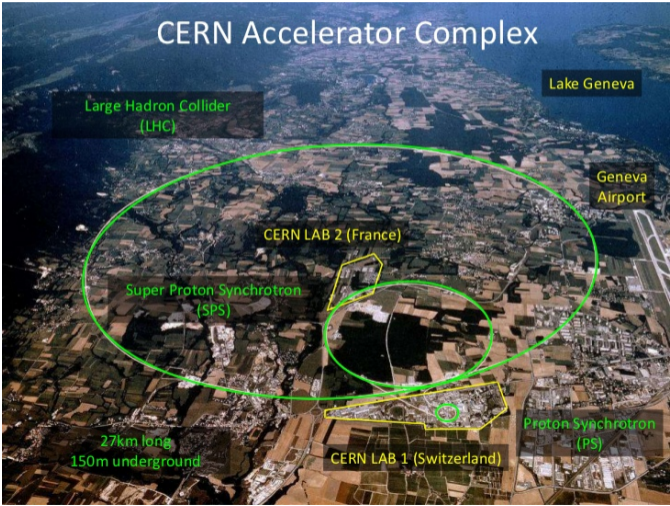 CERN Accelerator Complex
Large Hadron Collider
(LHC)
Lake Geneva
Geneva
Airport
CERN LAB 2 (France)
Super Proton Synchrotron
(SPS)
27km long
150m underground
CERN LAB 1 (Switzerland)
Proton Synchrotron
(PS)